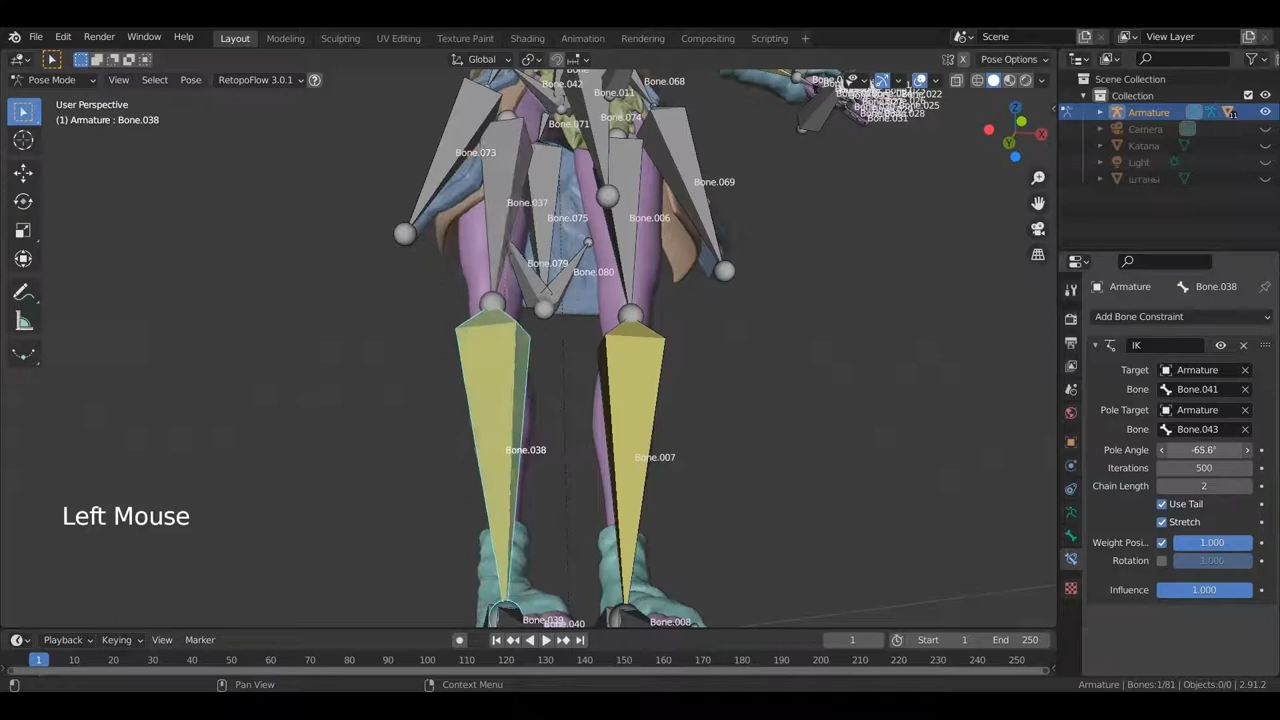 File Edit Render Window Help Layout Modeling Sculpting UV Editing Texture Paint Shading Animation Rendering Compositing Scripting + Scene View Layer
Global Pose Options
Pose Mode View Select Pose RetopoFlow 3.0.1
User Perspective
(1) Armature : Bone.038
Scene Collection
Collection
Armature
Camera
Katana
Light
штаны
X
Y
Z
Bone.042
Bone.011
Bone.068
Bone.074
Bone.071
Bone.022
Bone.025
Bone.028
Bone.031
Bone.073
Bone.069
Bone.037
Bone.075
Bone.006
Bone.079
Bone.080
Bone.038
Bone.007
Bone.039
Bone.040
Bone.008
Left Mouse
Armature Bone.038
Add Bone Constraint
IK
Target Armature
Bone Bone.041
Pole Target Armature
Bone Bone.043
Pole Angle -65.6°
Iterations 500
Chain Length 2
Use Tail
Stretch
Weight Posi... 1.000
Rotation 1.000
Influence 1.000
Playback Keying View Marker 1 Start 1 End 250
1 10 20 30 40 50 60 70 80 90 100 110 120 130 140 150 160 170 180 190 200 210 220 230 240 250
Pan View Context Menu Armature | Bones:1/81 | Objects:0/0 | 2.91.2